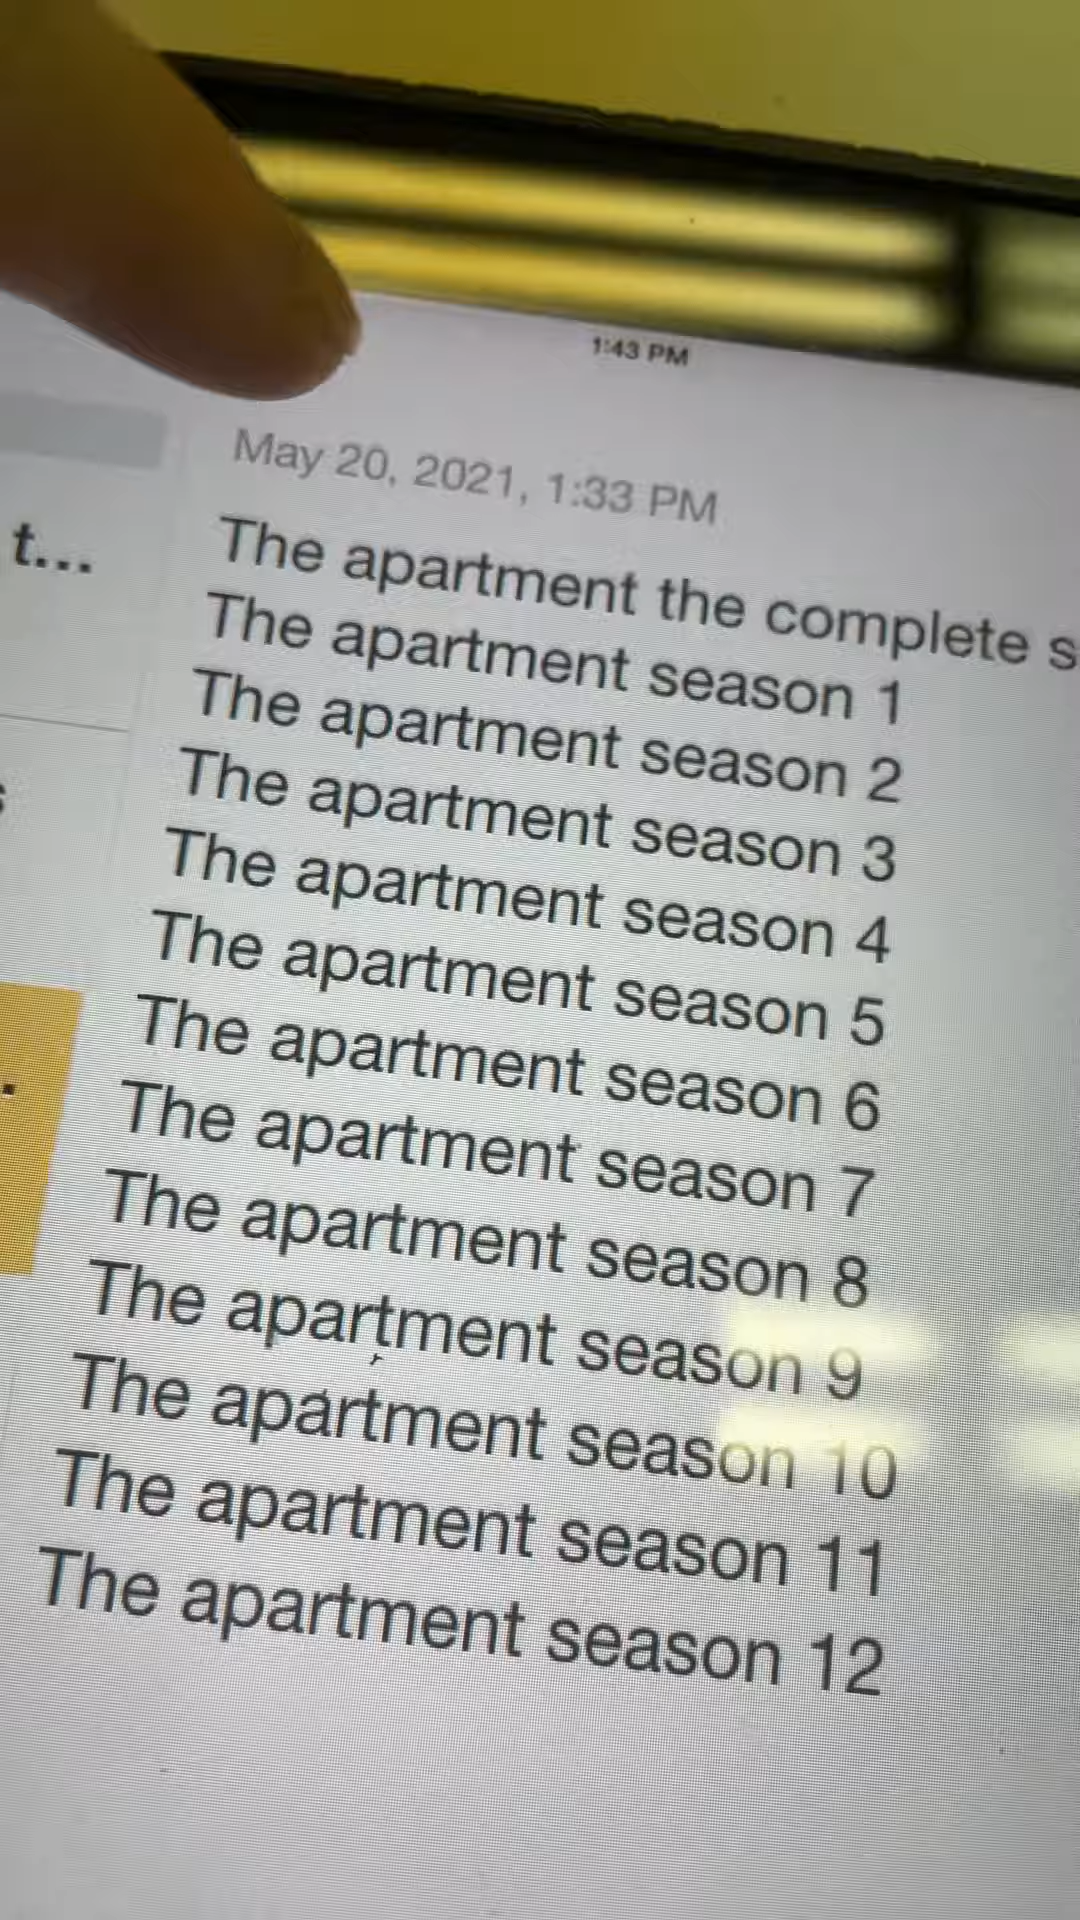 1:43 PM
May 20, 2021, 1:33 PM
t...
The apartment the complete s
The apartment season 1
The apartment season 2
The apartment season 3
The apartment season 4
The apartment season 5
The apartment season 6
The apartment season 7
The apartment season 8
The apartment season 9
The apartment season 10
The apartment season 11
The apartment season 12